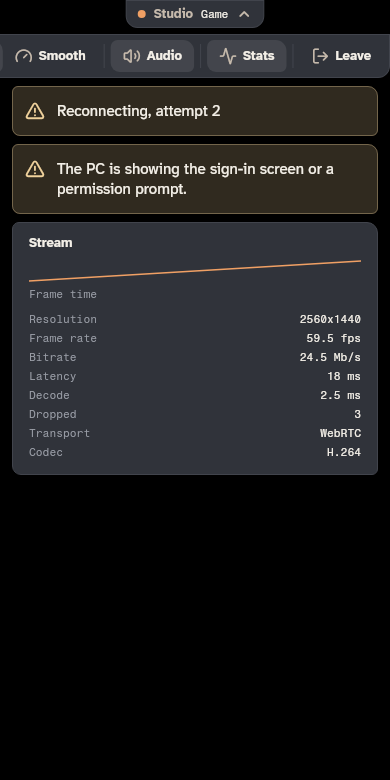 Studio Game
Smooth Audio Stats Leave
Reconnecting, attempt 2
The PC is showing the sign-in screen or a
permission prompt.
Stream
Frame time
Resolution 2560x1440
Frame rate 59.5 fps
Bitrate 24.5 Mb/s
Latency 18 ms
Decode 2.5 ms
Dropped 3
Transport WebRTC
Codec H.264